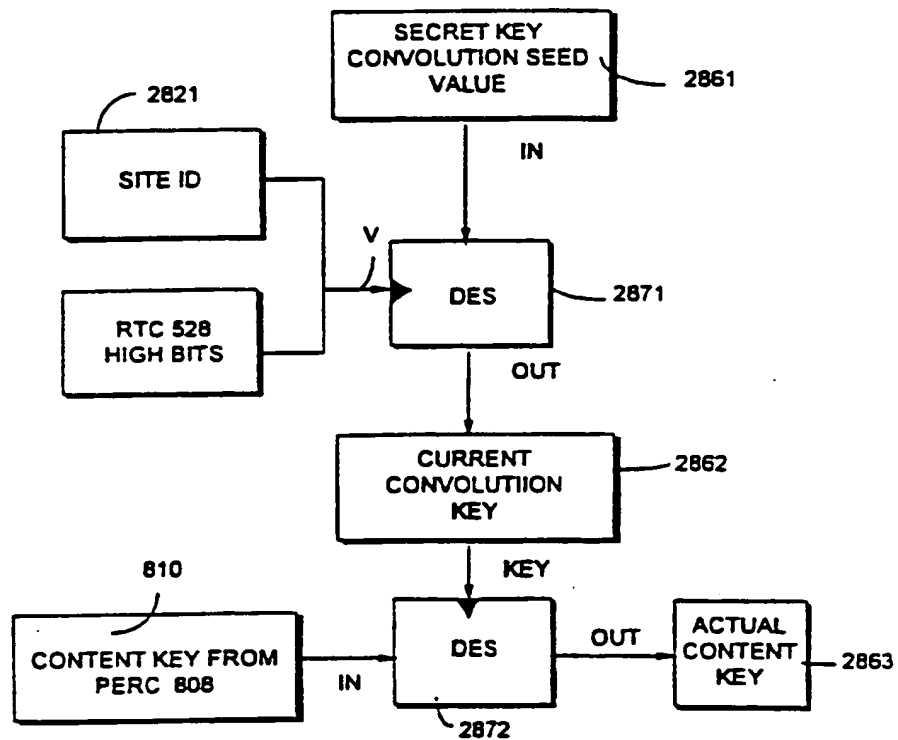 SECRET KEY
CONVOLUTION SEED
VALUE
2861
2821
IN
SITE ID
V
DES
2871
RTC 528
HIGH BITS
OUT
CURRENT
CONVOLUTIION
KEY
2862
KEY
810
CONTENT KEY FROM
PERC 808
IN
DES
OUT
ACTUAL
CONTENT
KEY
2863
2872